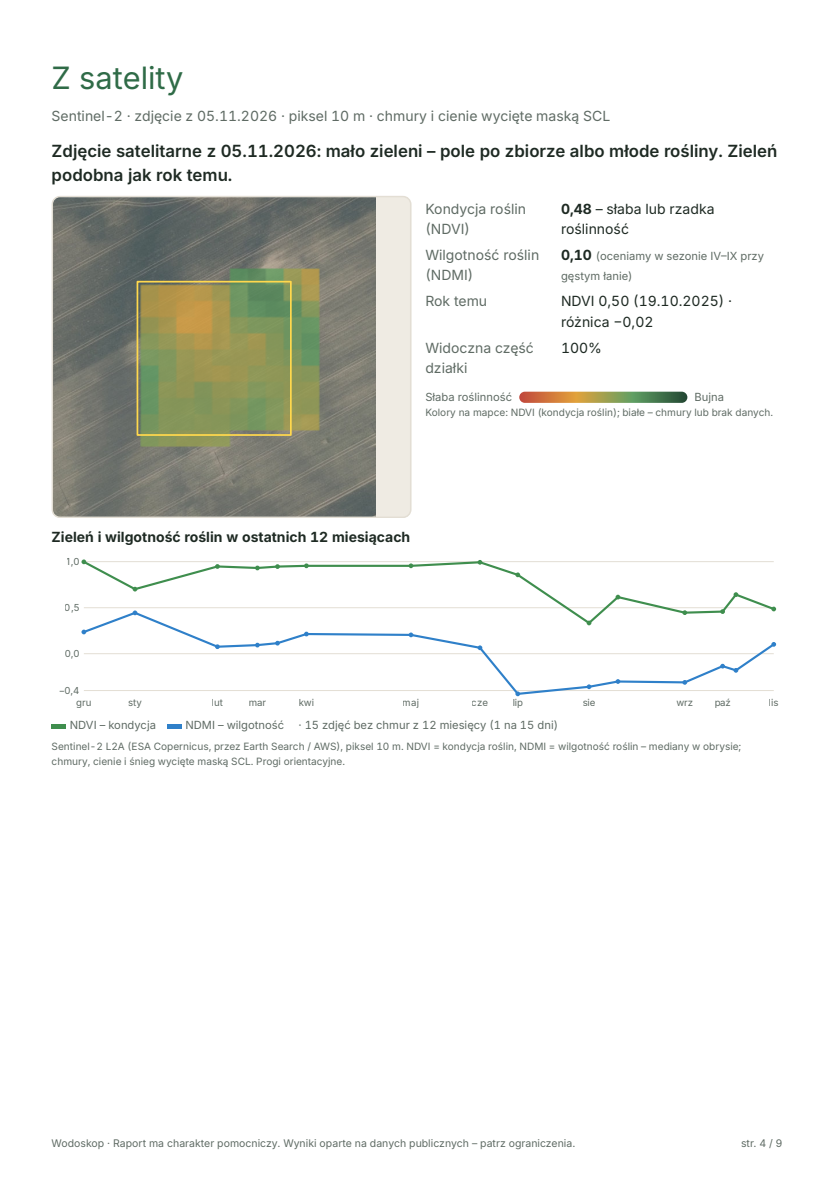 Z satelity
Sentinel-2 · zdjęcie z 05.11.2026 · piksel 10 m · chmury i cienie wycięte maską SCL
Zdjęcie satelitarne z 05.11.2026: mało zieleni – pole po zbiorze albo młode rośliny. Zieleń
podobna jak rok temu.
Kondycja roślin 0,48 – słaba lub rzadka
(NDVI) roślinność
Wilgotność roślin 0,10 (oceniamy w sezonie IV–IX przy
(NDMI) gęstym łanie)
Rok temu NDVI 0,50 (19.10.2025) ·
różnica −0,02
Widoczna część 100%
działki
Słaba roślinność Bujna
Kolory na mapce: NDVI (kondycja roślin); białe – chmury lub brak danych.
Zieleń i wilgotność roślin w ostatnich 12 miesiącach
1,0
0,5
0,0
−0,4
gru sty lut mar kwi maj cze lip sie wrz paź lis
NDVI – kondycja NDMI – wilgotność · 15 zdjęć bez chmur z 12 miesięcy (1 na 15 dni)
Sentinel-2 L2A (ESA Copernicus, przez Earth Search / AWS), piksel 10 m. NDVI = kondycja roślin, NDMI = wilgotność roślin – mediany w obrysie;
chmury, cienie i śnieg wycięte maską SCL. Progi orientacyjne.
Wodoskop · Raport ma charakter pomocniczy. Wyniki oparte na danych publicznych – patrz ograniczenia. str. 4 / 9